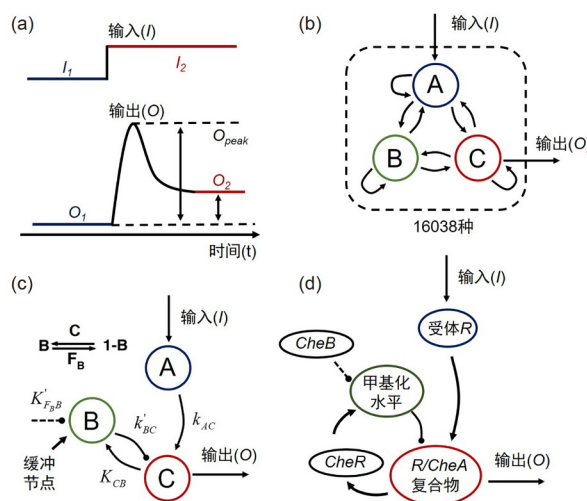 (a)
输入(I)
I1
I2
输出(O)
Opeak
O1
O2
时间(t)
(b)
输入(I)
A
B
C
输出(O)
16038种
(c)
输入(I)
C
B
1-B
FB
A
K'FBB
B
k'BC
kAC
缓冲
节点
KCB
C
输出(O)
(d)
输入(I)
受体R
CheB
甲基化
水平
CheR
R/CheA
复合物
输出(O)